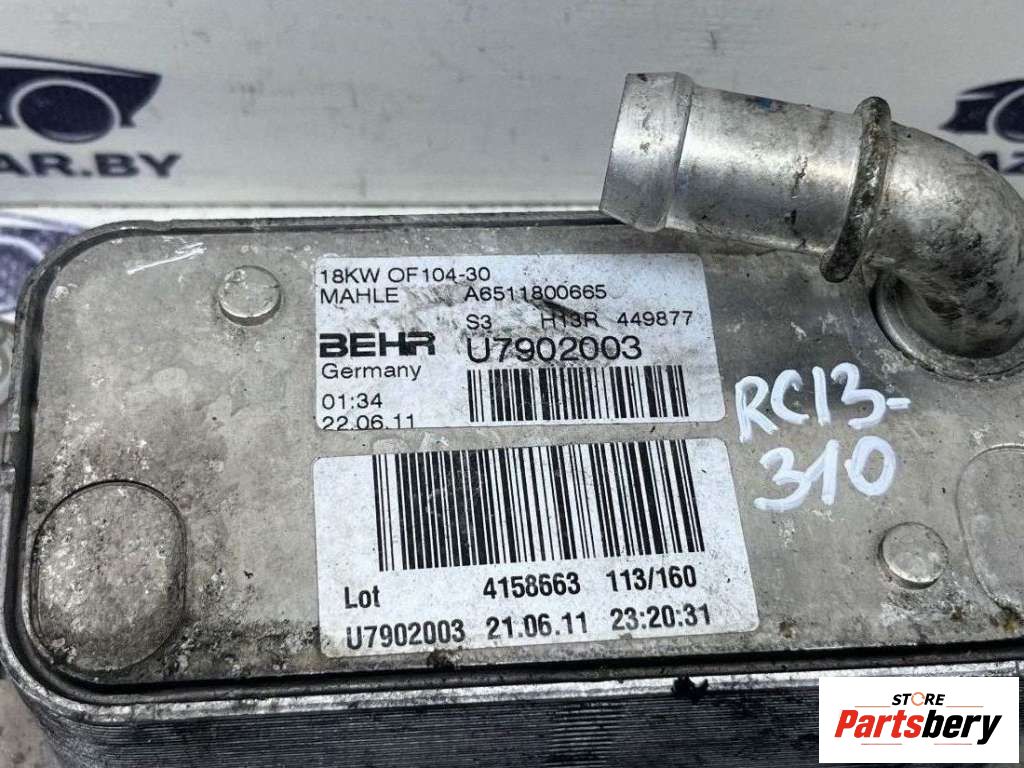 AR.BY
AZ
18KW OF104-30
MAHLE A6511800665
S3 H13R 449877
BEHR U7902003
Germany
01:34
22.06.11
RC13-
310
Lot 4158663 113/160
U7902003 21.06.11 23:20:31
STORE
Partsbery